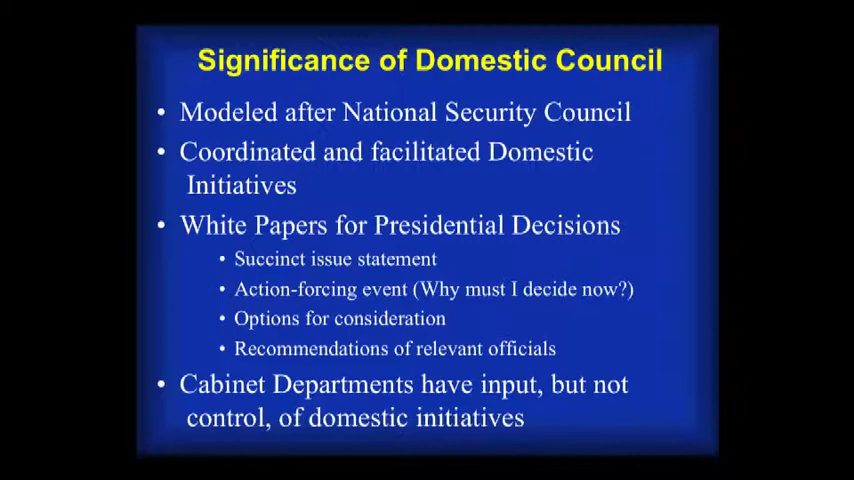 Significance of Domestic Council
• Modeled after National Security Council
• Coordinated and facilitated Domestic
Initiatives
• White Papers for Presidential Decisions
• Succinct issue statement
• Action-forcing event (Why must I decide now?)
• Options for consideration
• Recommendations of relevant officials
• Cabinet Departments have input, but not
control, of domestic initiatives